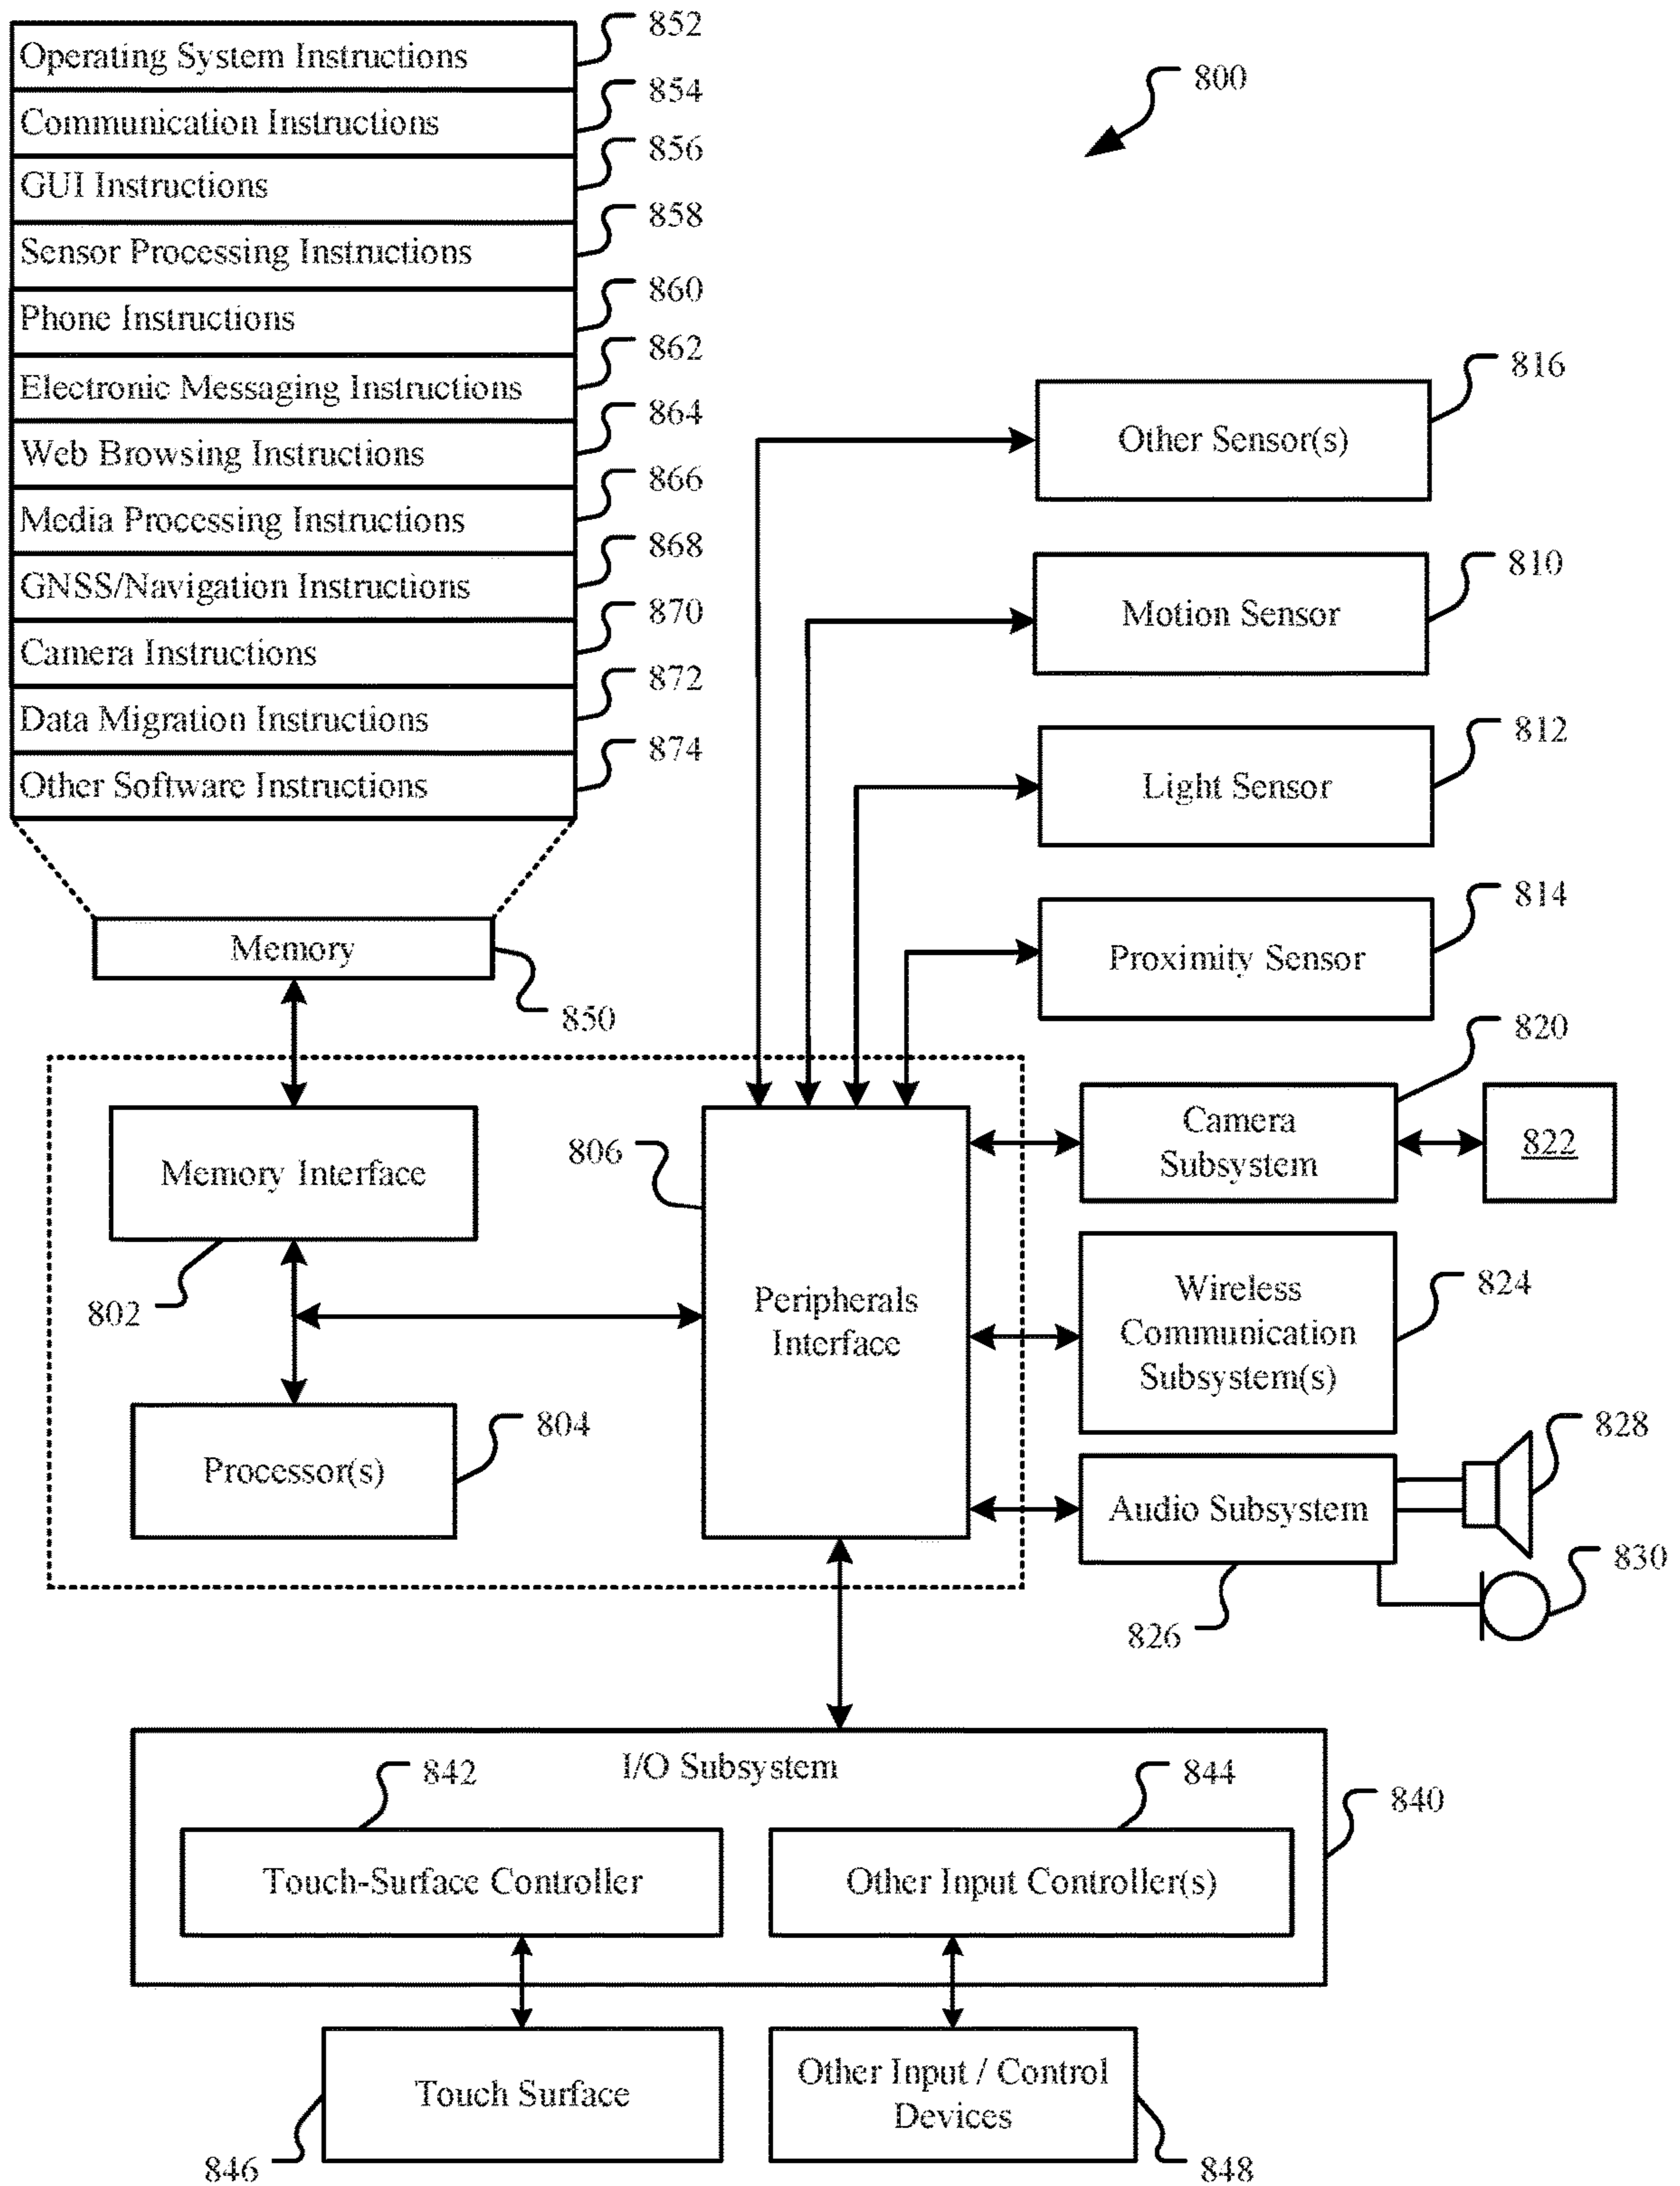 852
Operating System Instructions
800
854
Communication Instructions
856
GUI Instructions
858
Sensor Processing Instructions
860
Phone Instructions
862
Electronic Messaging Instructions
816
864
Other Sensor(s)
Web Browsing Instructions
866
Media Processing Instructions
868
810
GNSS/Navigation Instructions
870
Motion Sensor
Camera Instructions
872
Data Migration Instructions
812
874
Other Software Instructions
Light Sensor
814
Memory
Proximity Sensor
850
820
Camera
Subsystem
822
806
Memory Interface
802
Peripherals
Interface
Wireless
Communication
Subsystem(s)
824
804
Processor(s)
828
Audio Subsystem
830
826
I/O Subsystem
842
844
840
Touch-Surface Controller
Other Input Controller(s)
Touch Surface
Other Input / Control
Devices
846
848